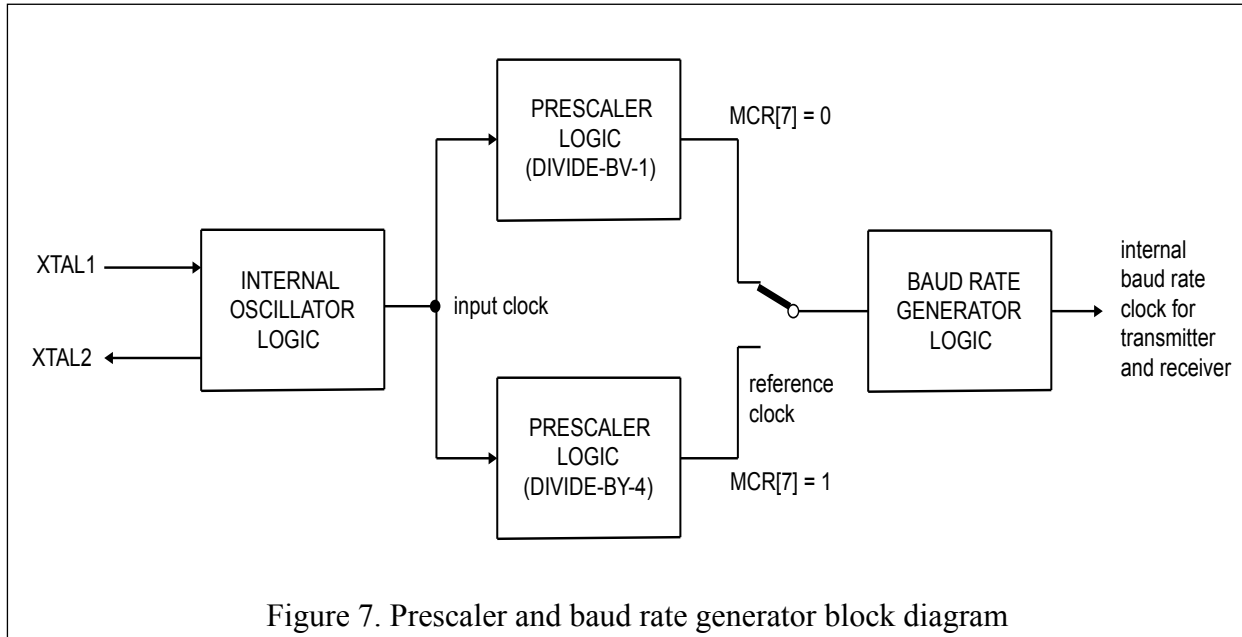 PRESCALER
LOGIC
(DIVIDE-BV-1)
MCR[7] = 0
XTAL1
XTAL2
INTERNAL
OSCILLATOR
LOGIC
input clock
BAUD RATE
GENERATOR
LOGIC
internal
baud rate
clock for
transmitter
and receiver
reference
clock
PRESCALER
LOGIC
(DIVIDE-BY-4)
MCR[7] = 1
Figure 7. Prescaler and baud rate generator block diagram